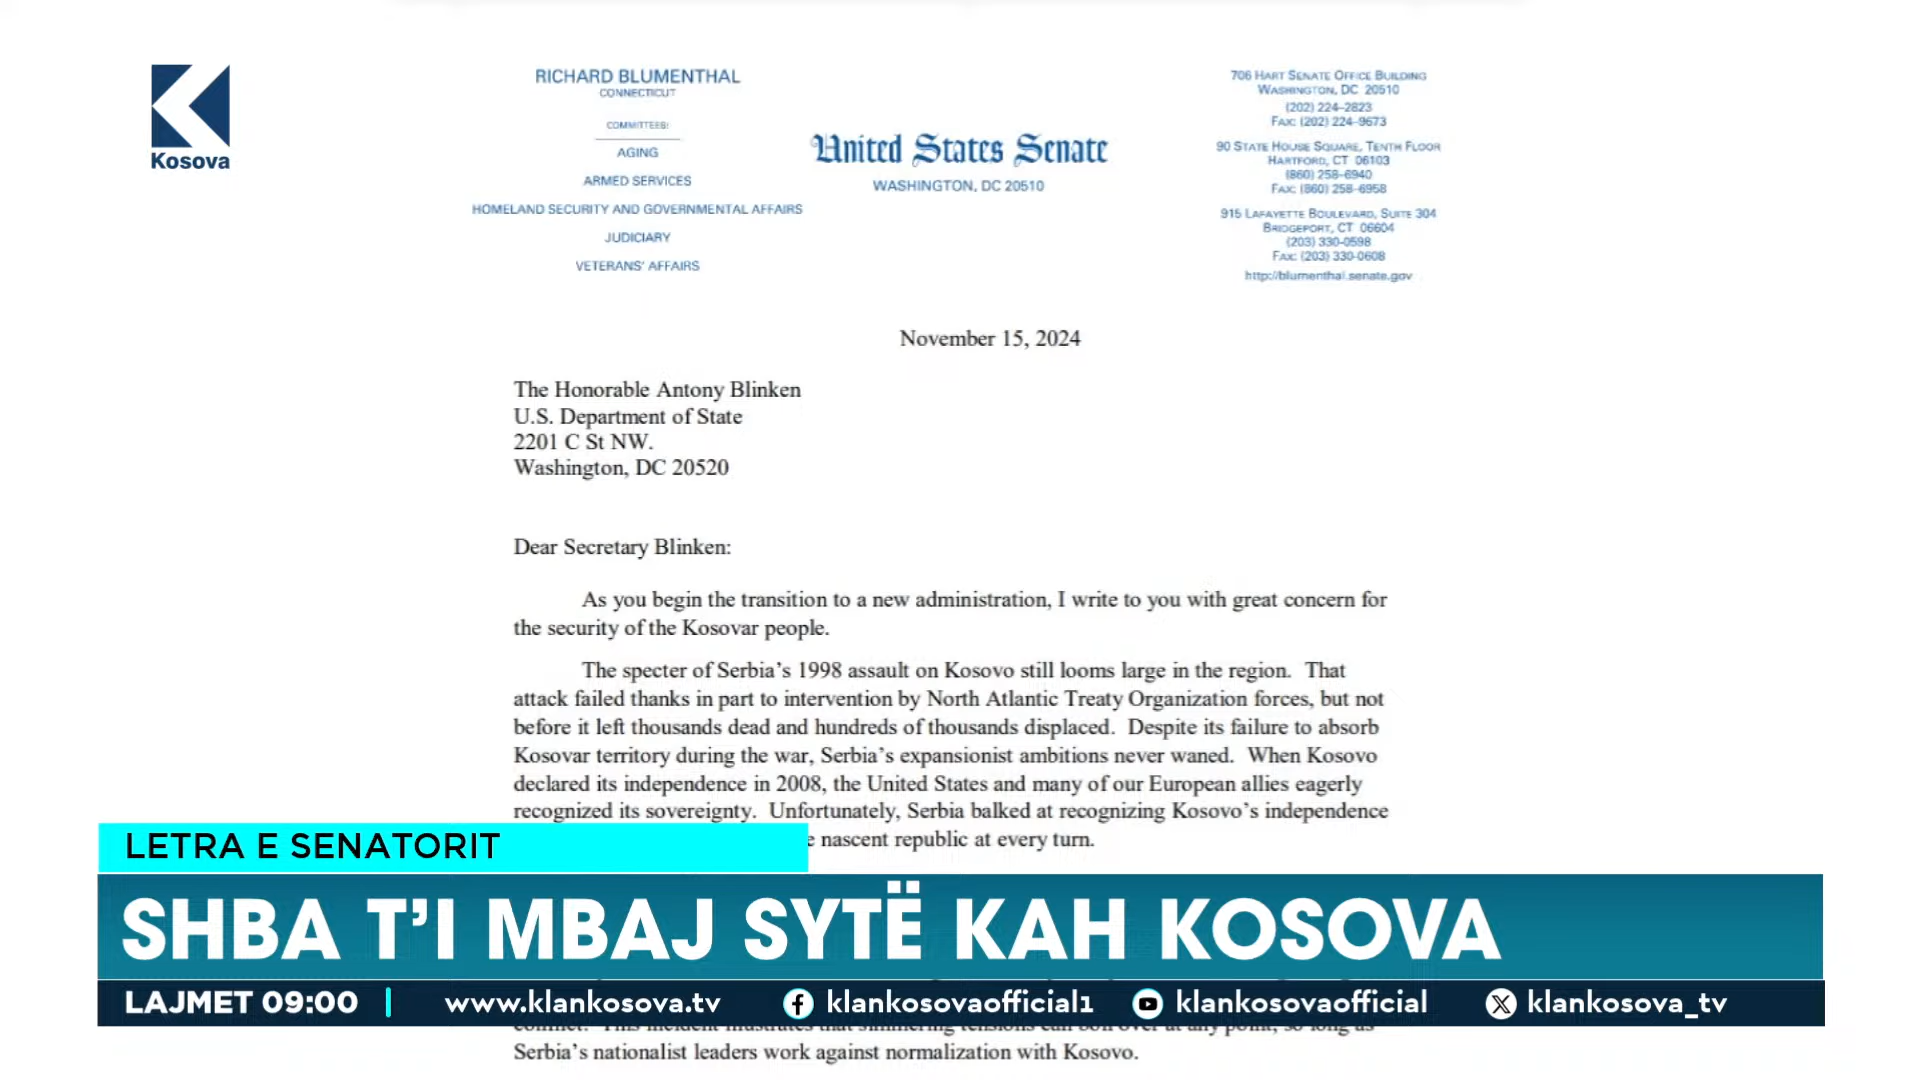 Kosova
RICHARD BLUMENTHAL
CONNECTICUT
COMMITTEES:
AGING
ARMED SERVICES
HOMELAND SECURITY AND GOVERNMENTAL AFFAIRS
JUDICIARY
VETERANS' AFFAIRS
United States Senate
WASHINGTON, DC 20510
706 HART SENATE OFFICE BUILDING
WASHINGTON, DC 20510
(202) 224–2823
FAX: (202) 224–9673
90 STATE HOUSE SQUARE, TENTH FLOOR
HARTFORD, CT 06103
(860) 258–6940
FAX: (860) 258–6958
915 LAFAYETTE BOULEVARD, SUITE 304
BRIDGEPORT, CT 06604
(203) 330-0598
FAX: (203) 330-0608
http://blumenthal.senate.gov
November 15, 2024
The Honorable Antony Blinken
U.S. Department of State
2201 C St NW.
Washington, DC 20520
Dear Secretary Blinken:
As you begin the transition to a new administration, I write to you with great concern for
the security of the Kosovar people.
The specter of Serbia's 1998 assault on Kosovo still looms large in the region. That
attack failed thanks in part to intervention by North Atlantic Treaty Organization forces, but not
before it left thousands dead and hundreds of thousands displaced. Despite its failure to absorb
Kosovar territory during the war, Serbia's expansionist ambitions never waned. When Kosovo
declared its independence in 2008, the United States and many of our European allies eagerly
recognized its sovereignty. Unfortunately, Serbia balked at recognizing Kosovo's independence
nascent republic at every turn.
LETRA E SENATORIT
SHBA T'I MBAJ SYTË KAH KOSOVA
LAJMET 09:00 | www.klankosova.tv klankosovaofficial1 klankosovaofficial klankosova_tv
Serbia's nationalist leaders work against normalization with Kosovo.